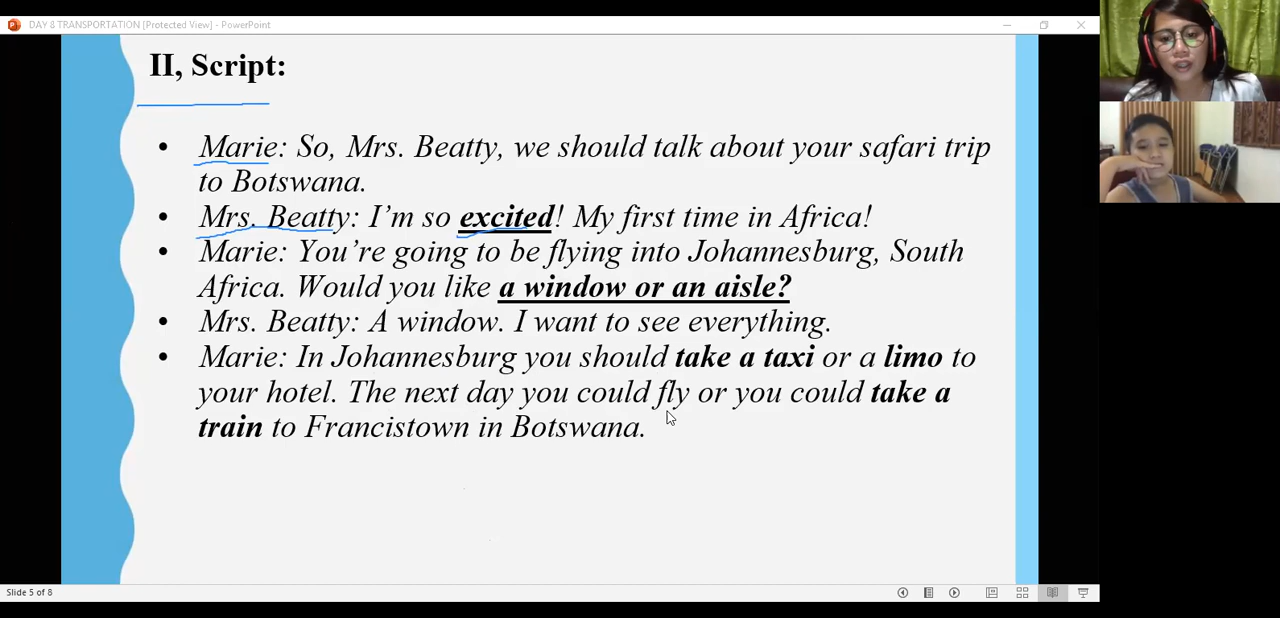 DAY 8 TRANSPORTATION [Protected View] - PowerPoint
II, Script:
• Marie: So, Mrs. Beatty, we should talk about your safari trip
to Botswana.
• Mrs. Beatty: I'm so excited! My first time in Africa!
• Marie: You're going to be flying into Johannesburg, South
Africa. Would you like a window or an aisle?
• Mrs. Beatty: A window. I want to see everything.
• Marie: In Johannesburg you should take a taxi or a limo to
your hotel. The next day you could fly or you could take a
train to Francistown in Botswana.
Slide 5 of 8